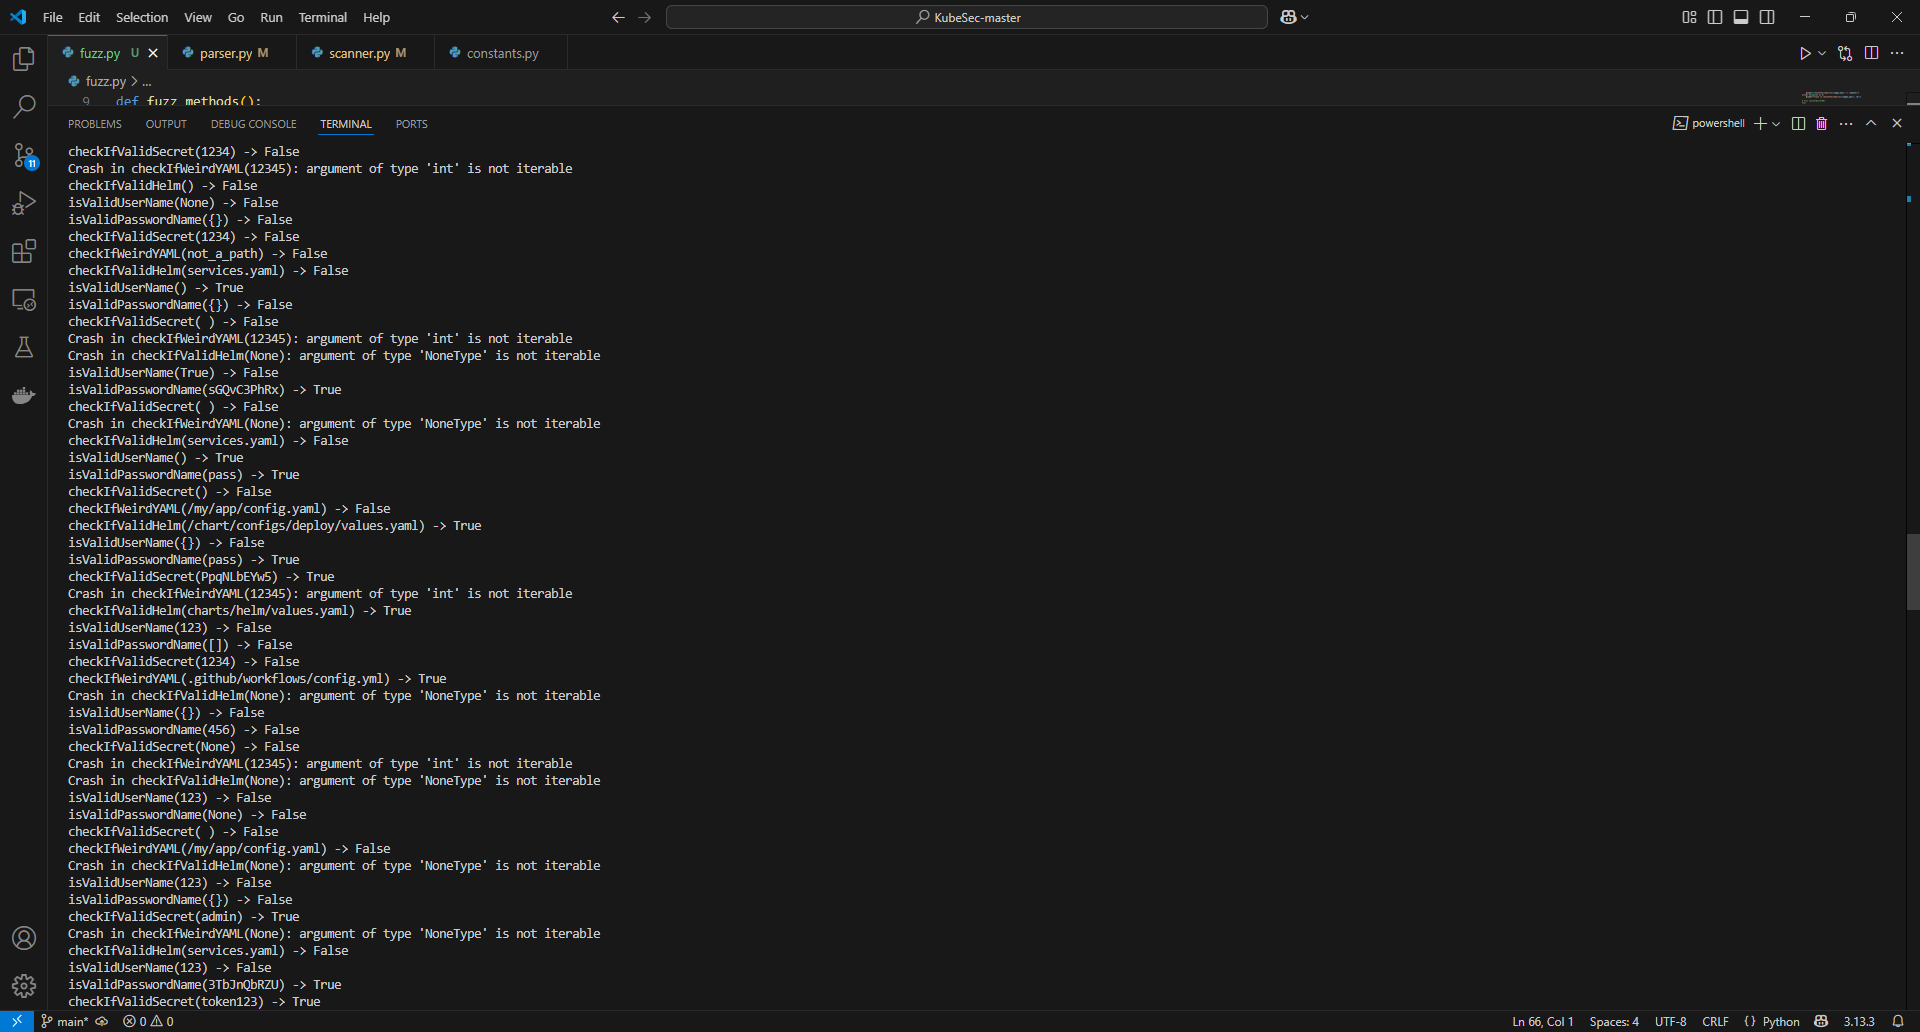 File Edit Selection View Go Run Terminal Help KubeSec-master
fuzz.py U parser.py M scanner.py M constants.py
fuzz.py > ...
9 def fuzz_methods():
PROBLEMS OUTPUT DEBUG CONSOLE TERMINAL PORTS powershell
checkIfValidSecret(1234) -> False
Crash in checkIfWeirdYAML(12345): argument of type 'int' is not iterable
checkIfValidHelm() -> False
isValidUserName(None) -> False
isValidPasswordName({}) -> False
checkIfValidSecret(1234) -> False
checkIfWeirdYAML(not_a_path) -> False
checkIfValidHelm(services.yaml) -> False
isValidUserName() -> True
isValidPasswordName({}) -> False
checkIfValidSecret( ) -> False
Crash in checkIfWeirdYAML(12345): argument of type 'int' is not iterable
Crash in checkIfValidHelm(None): argument of type 'NoneType' is not iterable
isValidUserName(True) -> False
isValidPasswordName(sGQvC3PhRx) -> True
checkIfValidSecret( ) -> False
Crash in checkIfWeirdYAML(None): argument of type 'NoneType' is not iterable
checkIfValidHelm(services.yaml) -> False
isValidUserName() -> True
isValidPasswordName(pass) -> True
checkIfValidSecret() -> False
checkIfWeirdYAML(/my/app/config.yaml) -> False
checkIfValidHelm(/chart/configs/deploy/values.yaml) -> True
isValidUserName({}) -> False
isValidPasswordName(pass) -> True
checkIfValidSecret(PpqNLbEYw5) -> True
Crash in checkIfWeirdYAML(12345): argument of type 'int' is not iterable
checkIfValidHelm(charts/helm/values.yaml) -> True
isValidUserName(123) -> False
isValidPasswordName([]) -> False
checkIfValidSecret(1234) -> False
checkIfWeirdYAML(.github/workflows/config.yml) -> True
Crash in checkIfValidHelm(None): argument of type 'NoneType' is not iterable
isValidUserName({}) -> False
isValidPasswordName(456) -> False
checkIfValidSecret(None) -> False
Crash in checkIfWeirdYAML(12345): argument of type 'int' is not iterable
Crash in checkIfValidHelm(None): argument of type 'NoneType' is not iterable
isValidUserName(123) -> False
isValidPasswordName(None) -> False
checkIfValidSecret( ) -> False
checkIfWeirdYAML(/my/app/config.yaml) -> False
Crash in checkIfValidHelm(None): argument of type 'NoneType' is not iterable
isValidUserName(123) -> False
isValidPasswordName({}) -> False
checkIfValidSecret(admin) -> True
Crash in checkIfWeirdYAML(None): argument of type 'NoneType' is not iterable
checkIfValidHelm(services.yaml) -> False
isValidUserName(123) -> False
isValidPasswordName(3TbJnQbRZU) -> True
checkIfValidSecret(token123) -> True
11
main* 0 0 Ln 66, Col 1 Spaces: 4 UTF-8 CRLF {} Python 3.13.3